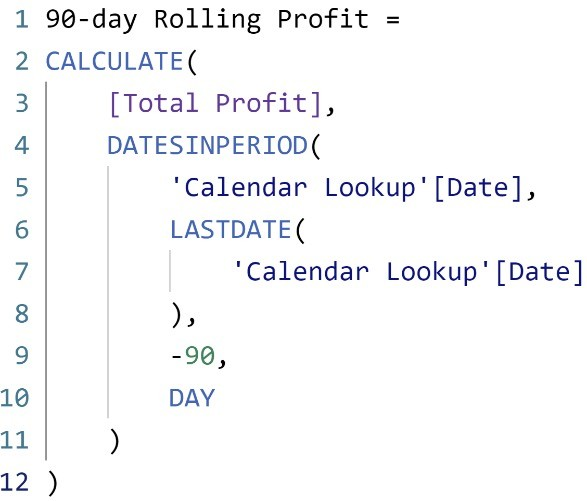 1 90-day Rolling Profit =
2 CALCULATE(
3 [Total Profit],
4 DATESINPERIOD(
5 'Calendar Lookup'[Date],
6 LASTDATE(
7 'Calendar Lookup'[Date]
8 ),
9 -90,
10 DAY
11 )
12 )